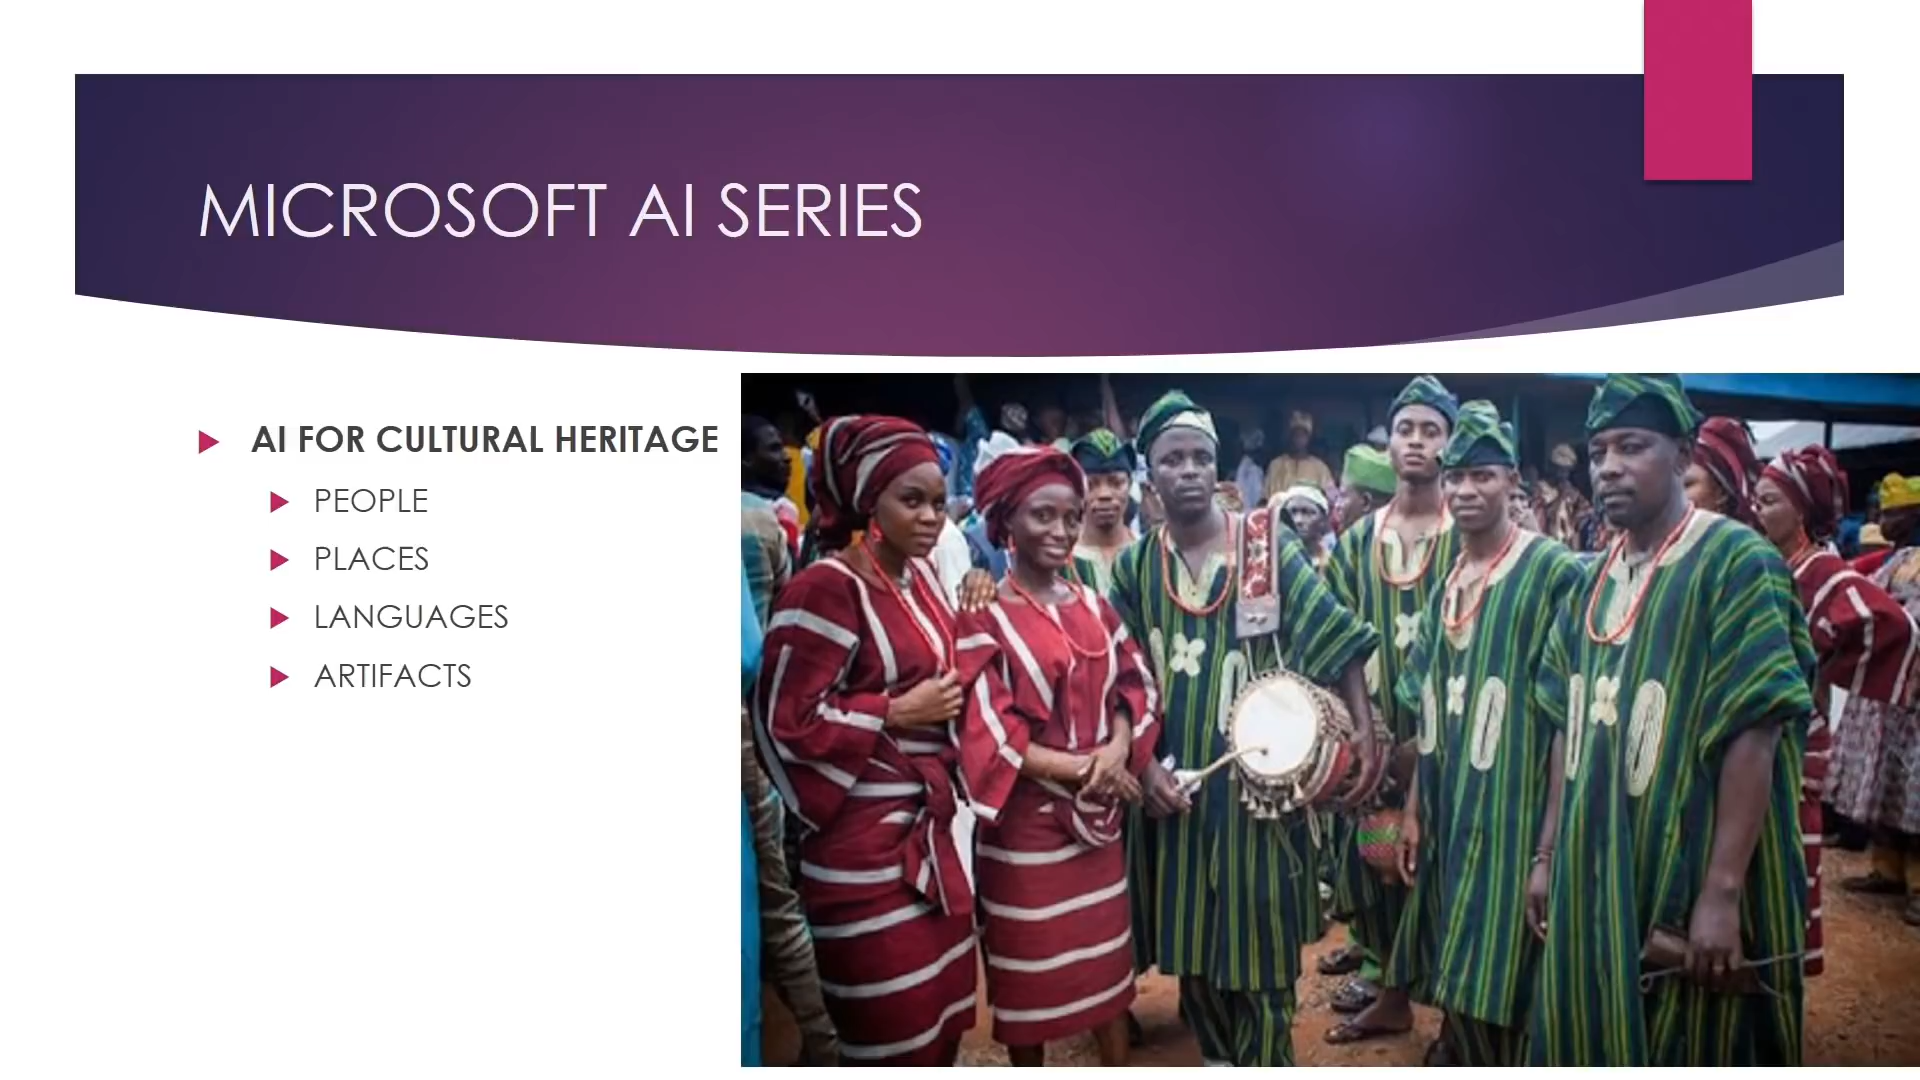 MICROSOFT AI SERIES
AI FOR CULTURAL HERITAGE
PEOPLE
PLACES
LANGUAGES
ARTIFACTS